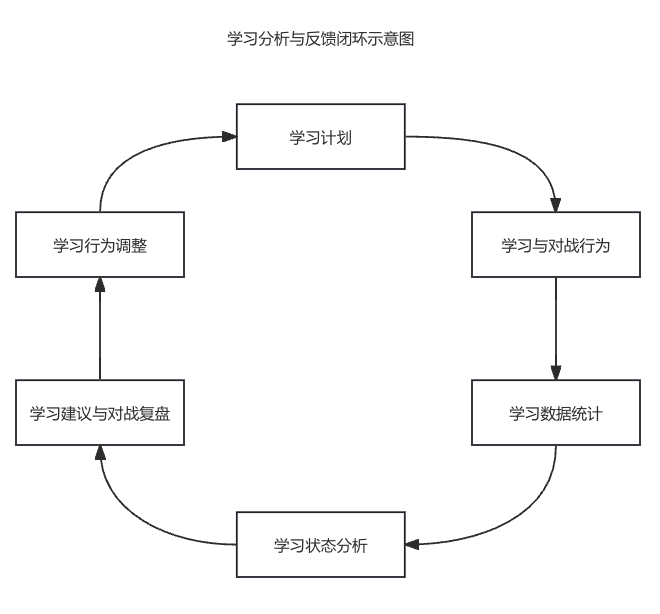 学习分析与反馈闭环示意图
学习计划
学习行为调整
学习与对战行为
学习建议与对战复盘
学习数据统计
学习状态分析